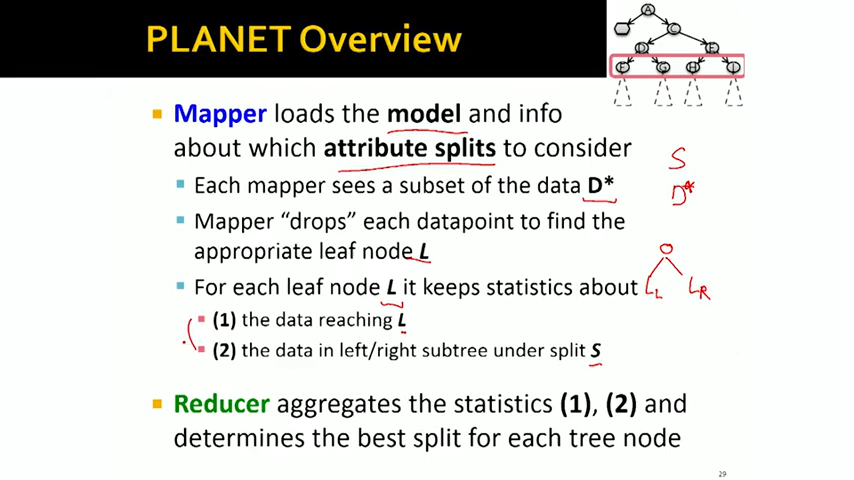 PLANET Overview
A
C
D
E
F G H I
Mapper loads the model and info
about which attribute splits to consider
S
Each mapper sees a subset of the data D*
D*
Mapper “drops” each datapoint to find the
appropriate leaf node L
For each leaf node L it keeps statistics about
L_L L_R
(1) the data reaching L
(2) the data in left/right subtree under split S
Reducer aggregates the statistics (1), (2) and
determines the best split for each tree node
29